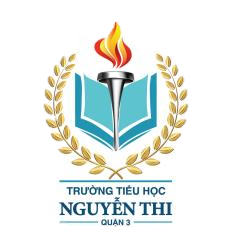 TRƯỜNG TIỂU HỌC
NGUYỄN THI
QUẬN 3